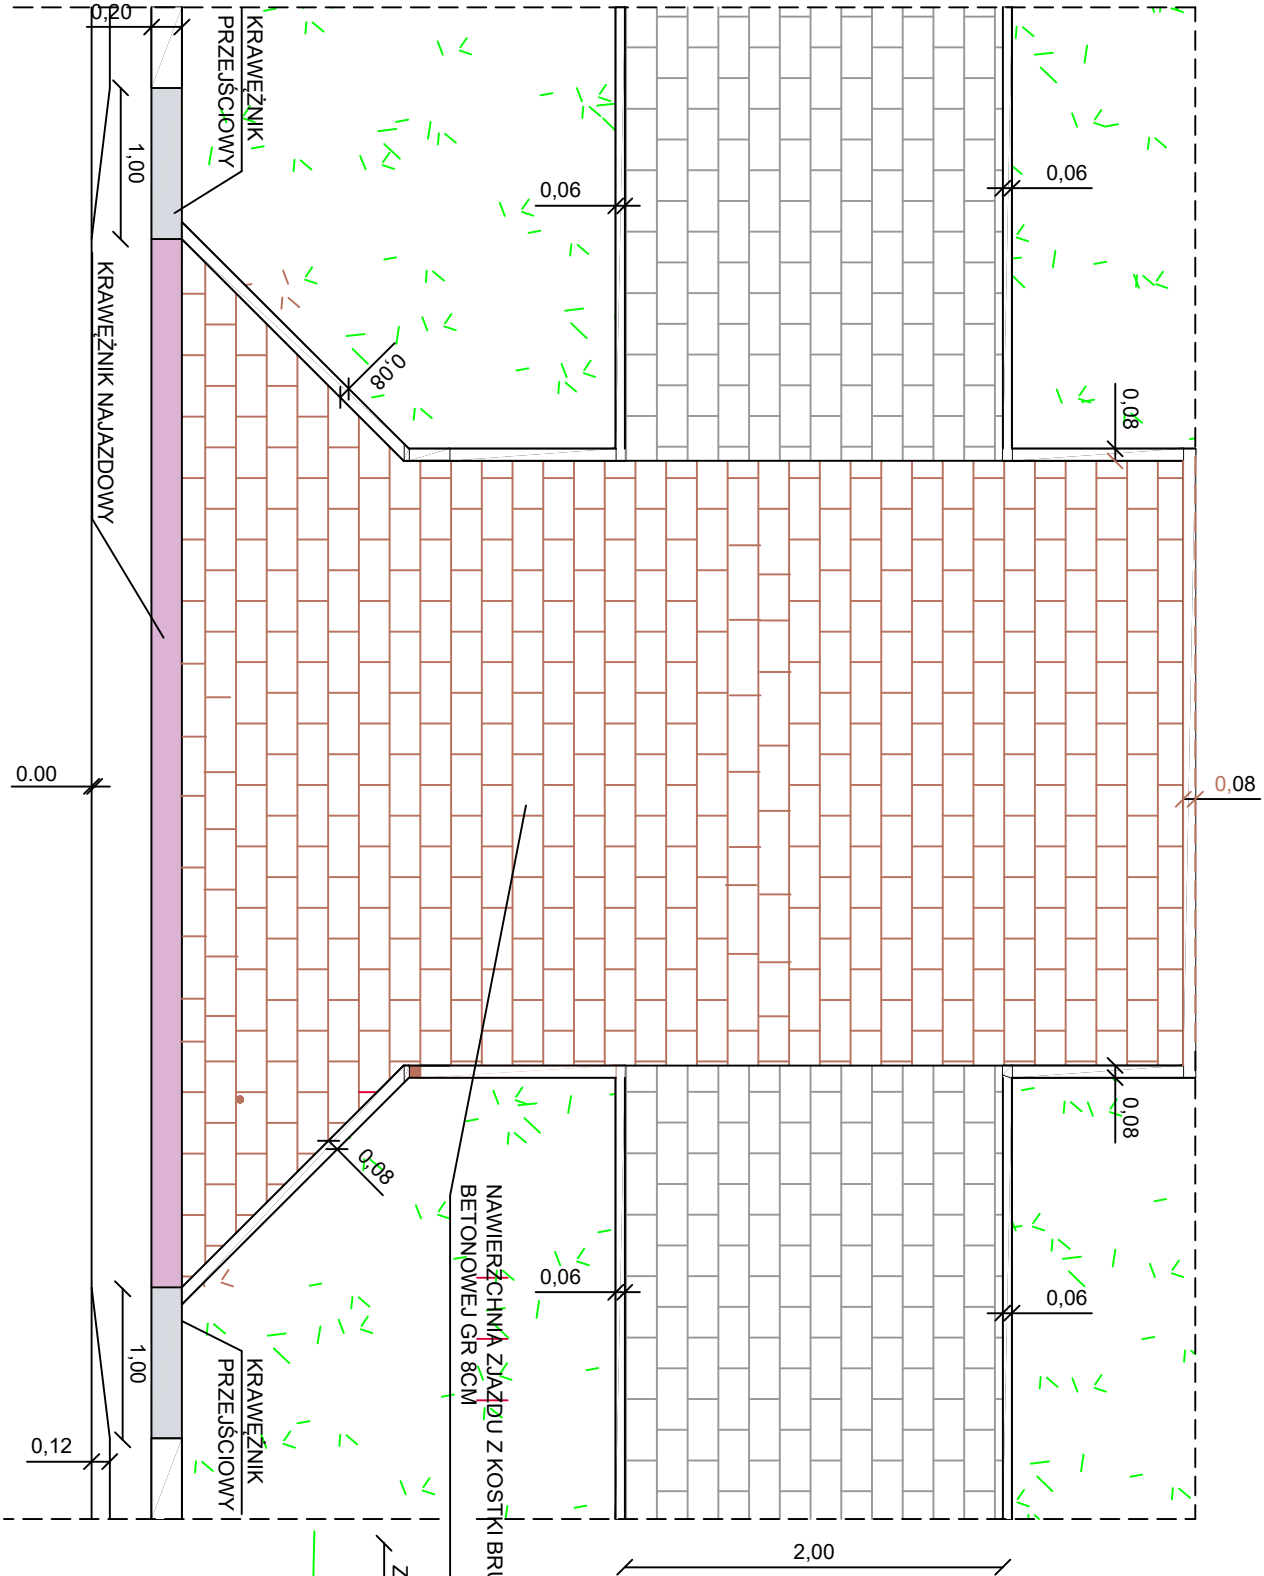 0,20
KRAWĘŻNIK
PRZEJŚCIOWY
1,00
0,06
0,06
KRAWĘŻNIK NAJAZDOWY
0,08
0,08
0.00
0,08
0,08
0,08
NAWIERZCHNIA ZJAZDU Z KOSTKI BRU
BETONOWEJ GR 8CM
0,06
0,06
1,00
KRAWĘŻNIK
PRZEJŚCIOWY
0,12
2,00
Z